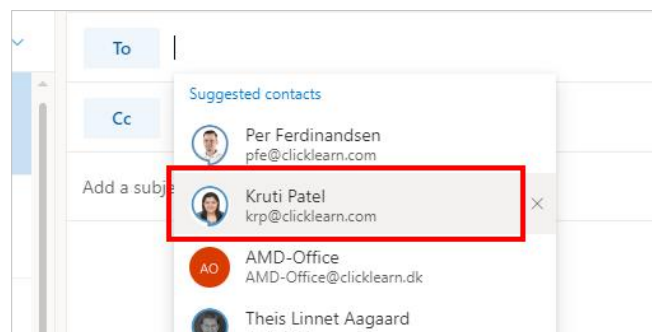 To
Suggested contacts
Cc
Per Ferdinandsen
pfe@clicklearn.com
Add a subje
Kruti Patel
krp@clicklearn.com
AO
AMD-Office
AMD-Office@clicklearn.dk
Theis Linnet Aagaard